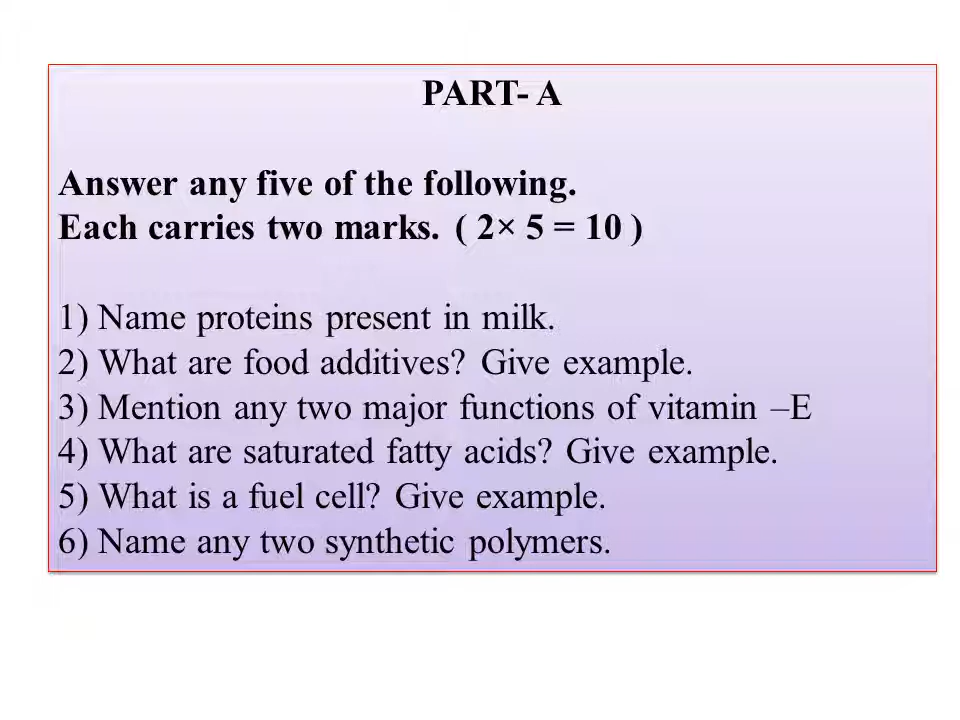 PART- A
Answer any five of the following.
Each carries two marks. ( 2× 5 = 10 )
1) Name proteins present in milk.
2) What are food additives? Give example.
3) Mention any two major functions of vitamin –E
4) What are saturated fatty acids? Give example.
5) What is a fuel cell? Give example.
6) Name any two synthetic polymers.